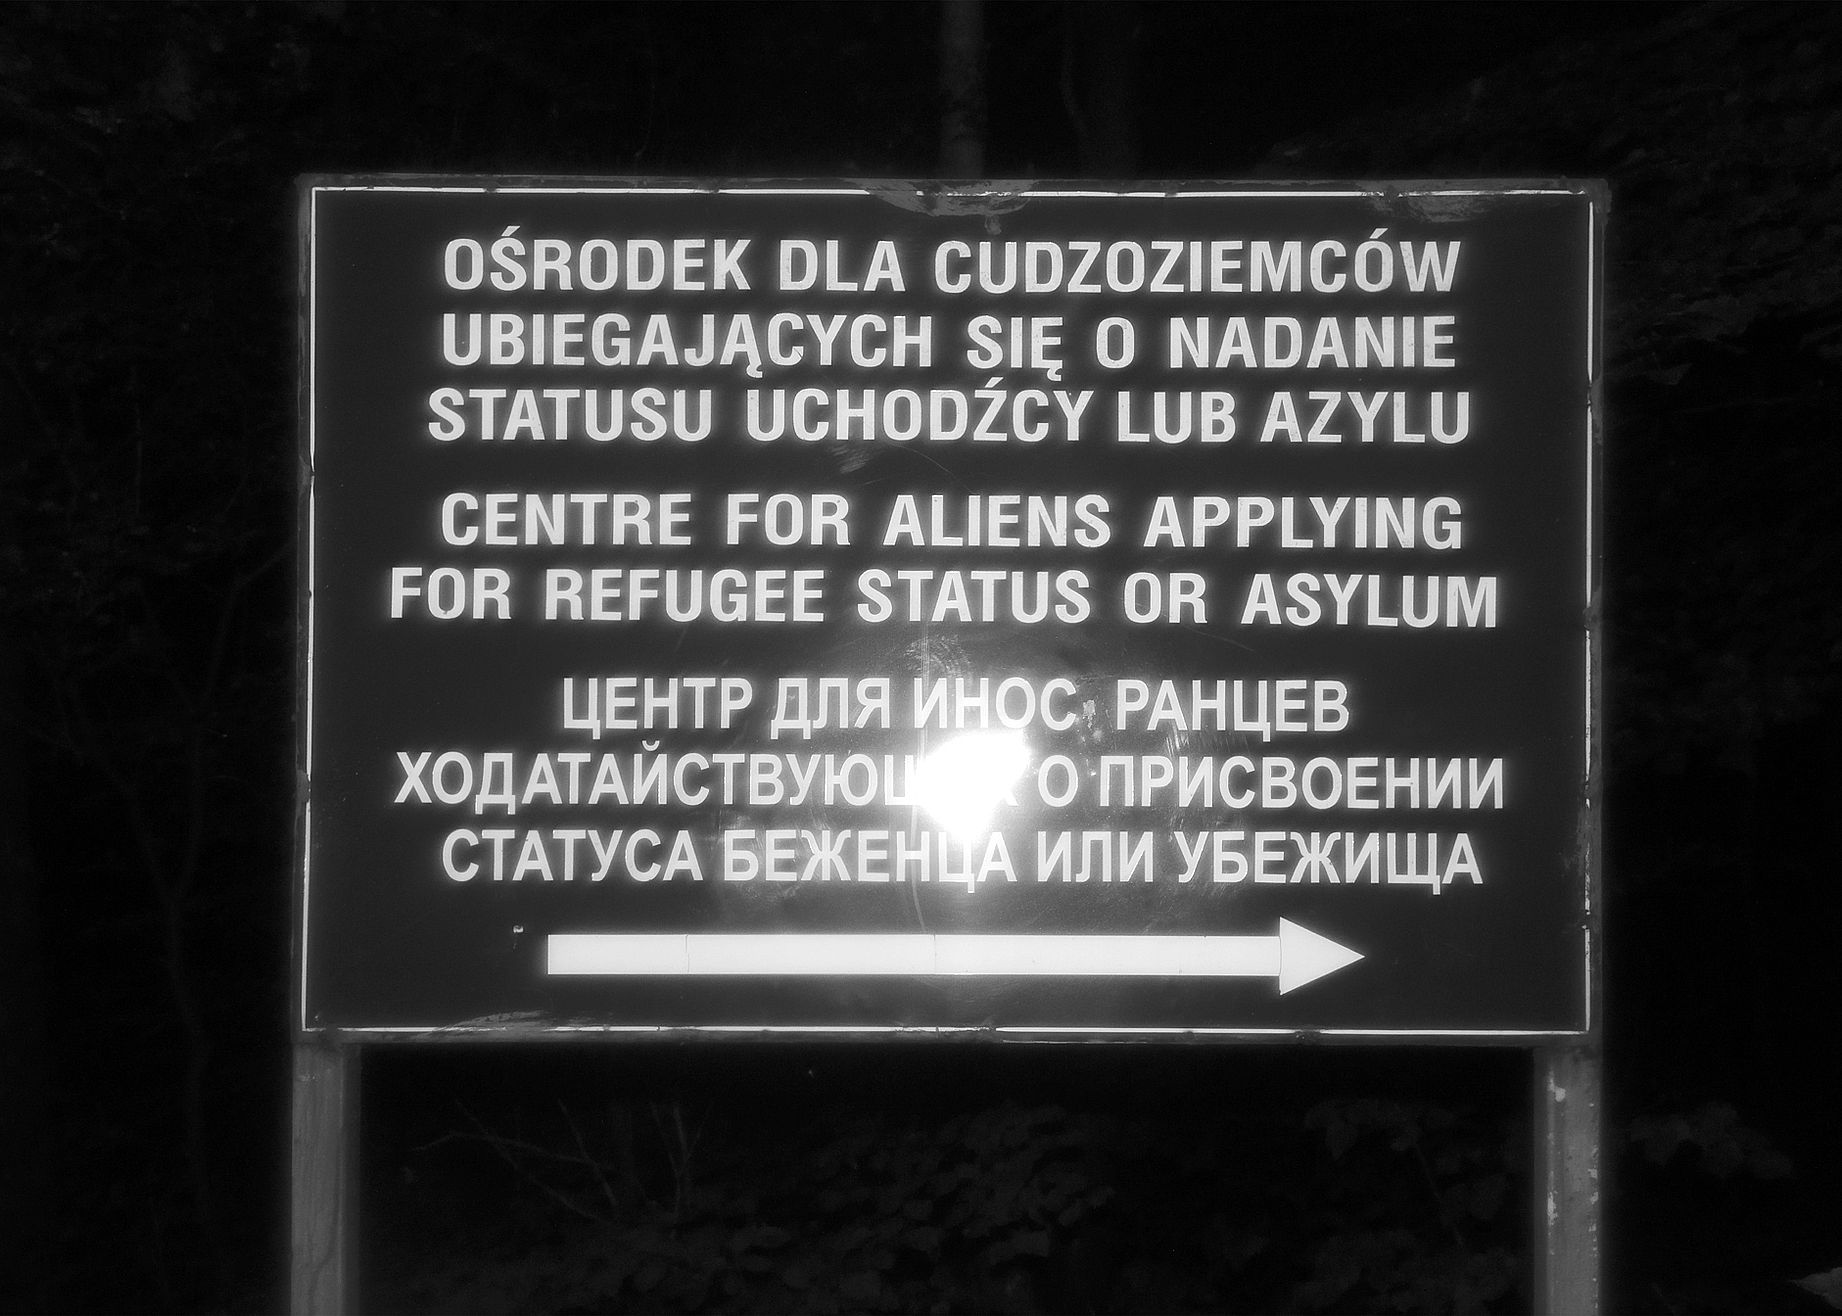 OŚRODEK DLA CUDZOZIEMCÓW
UBIEGAJĄCYCH SIĘ O NADANIE
STATUSU UCHODŹCY LUB AZYLU
CENTRE FOR ALIENS APPLYING
FOR REFUGEE STATUS OR ASYLUM
ЦЕНТР ДЛЯ ИНОС РАНЦЕВ
О ПРИСВОЕНИИ
СТАТУСА БЕЖЕНЦА ИЛИ УБЕЖИЩА